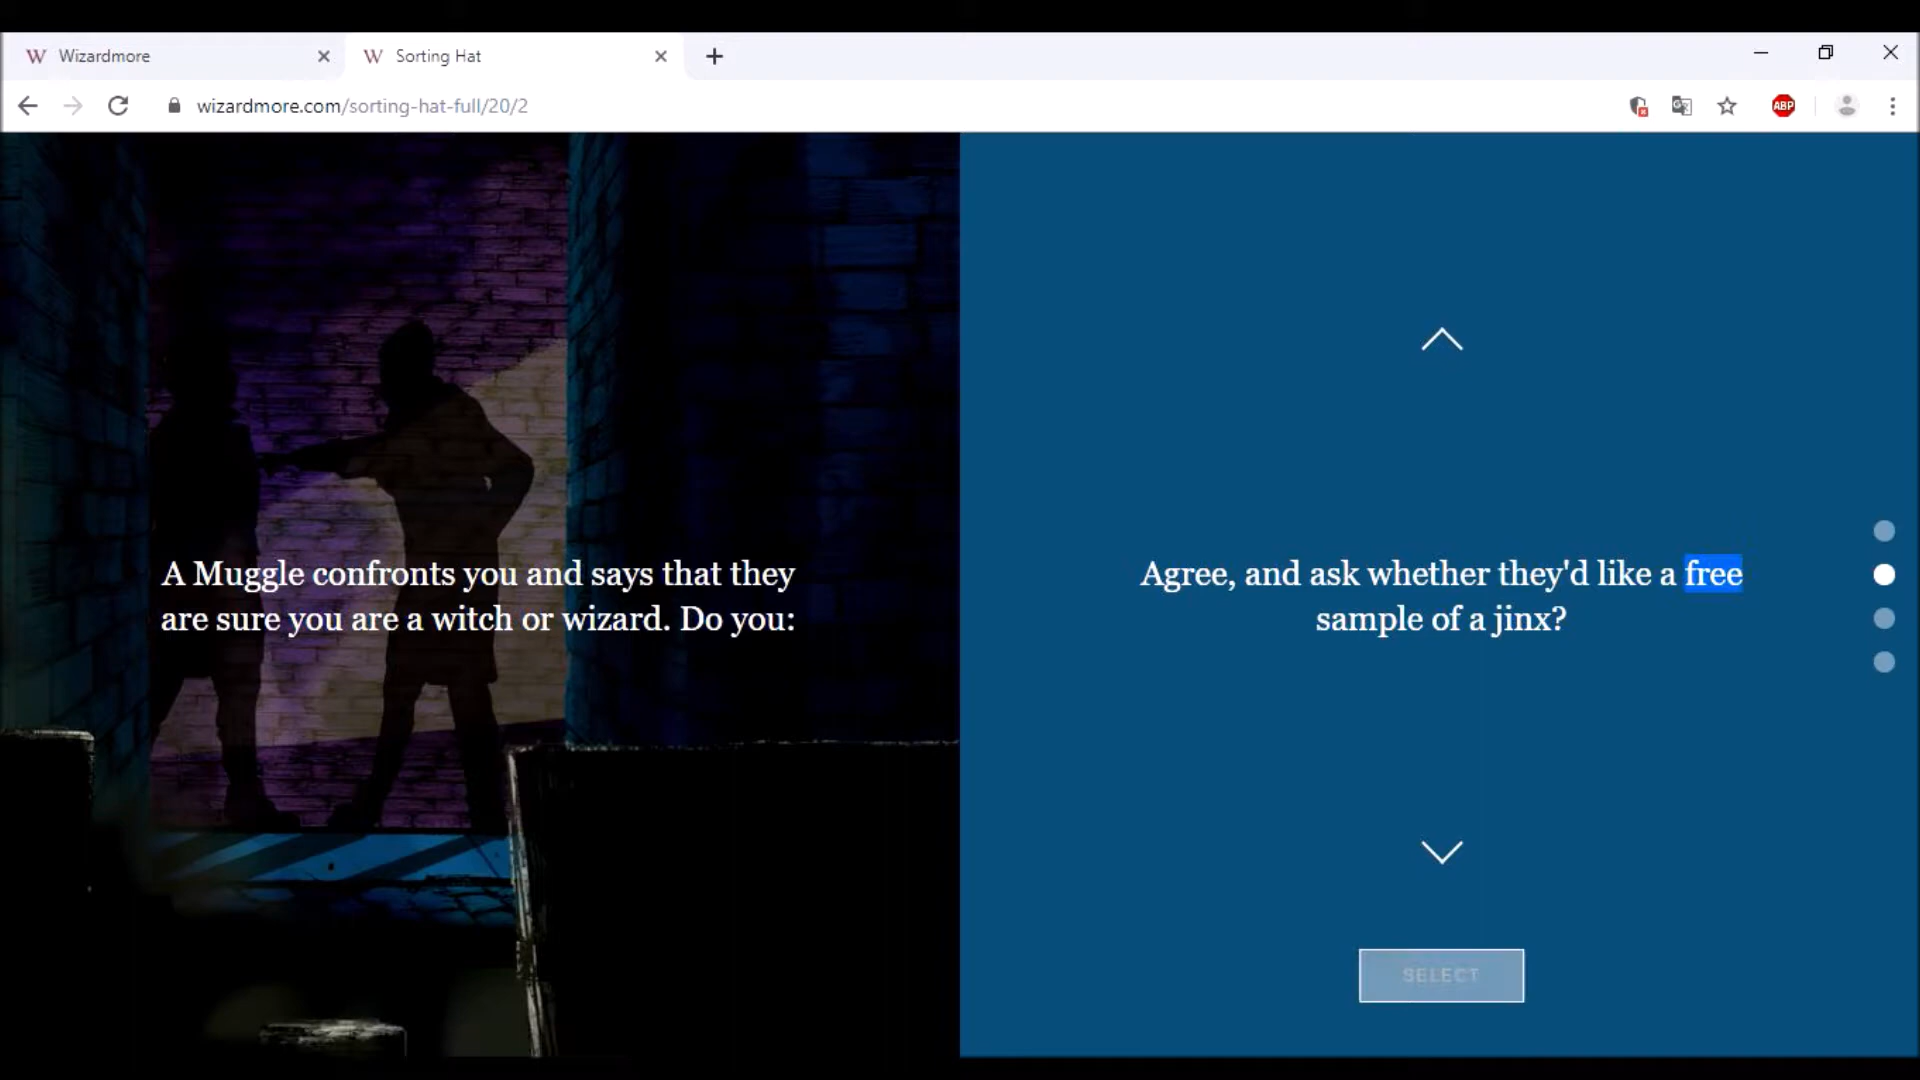 Wizardmore
Sorting Hat
wizardmore.com/sorting-hat-full/20/2
ABP
A Muggle confronts you and says that they
are sure you are a witch or wizard. Do you:
Agree, and ask whether they'd like a free
sample of a jinx?
SELECT